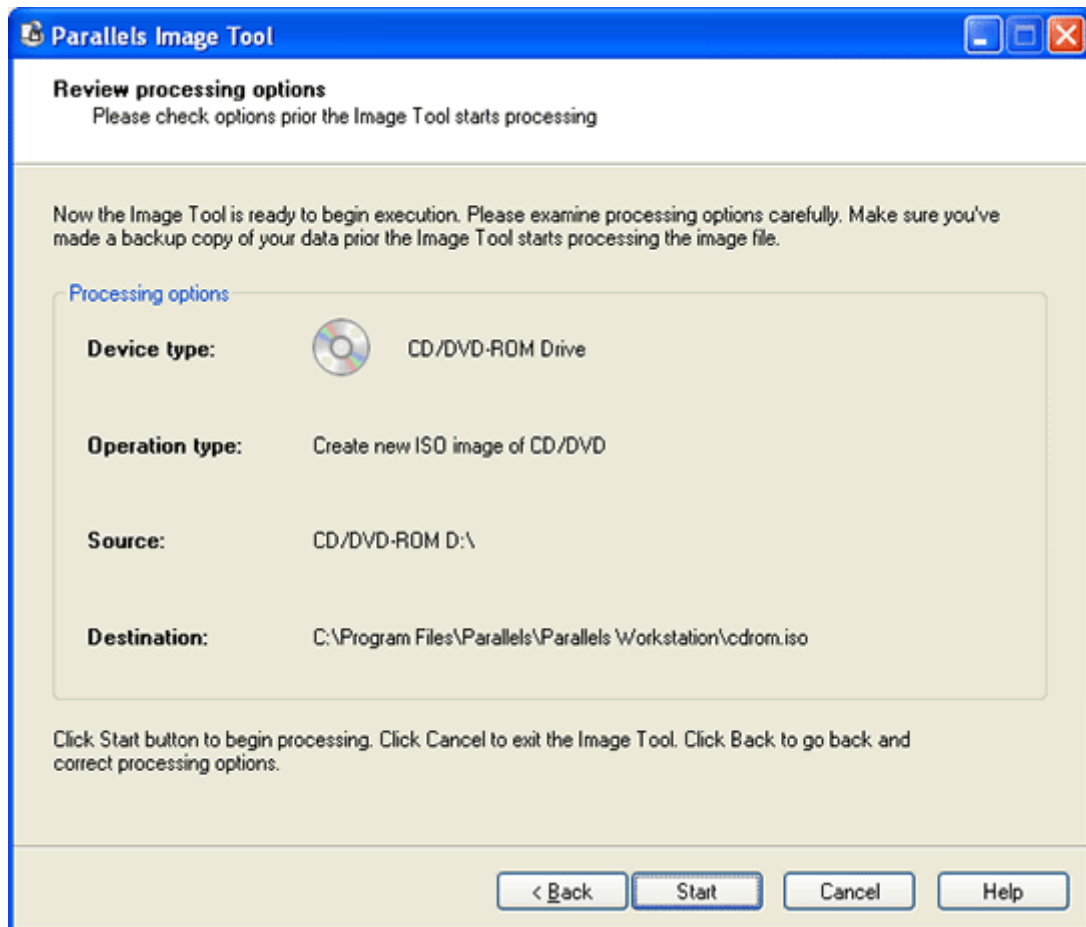 Parallels Image Tool
Review processing options
Please check options prior the Image Tool starts processing
Now the Image Tool is ready to begin execution. Please examine processing options carefully. Make sure you've
made a backup copy of your data prior the Image Tool starts processing the image file.
Processing options
Device type: CD/DVD-ROM Drive
Operation type: Create new ISO image of CD/DVD
Source: CD/DVD-ROM D:\
Destination: C:\Program Files\Parallels\Parallels Workstation\cdrom.iso
Click Start button to begin processing. Click Cancel to exit the Image Tool. Click Back to go back and
correct processing options.
< Back Start Cancel Help